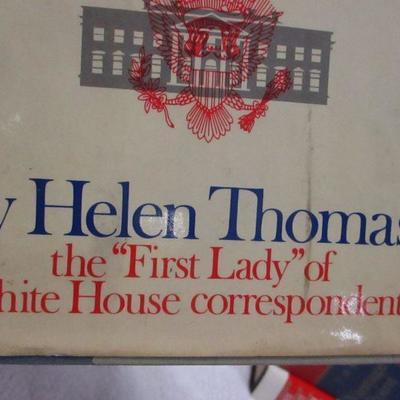 y Helen Thomas
the "First Lady" of
hite House correspondent